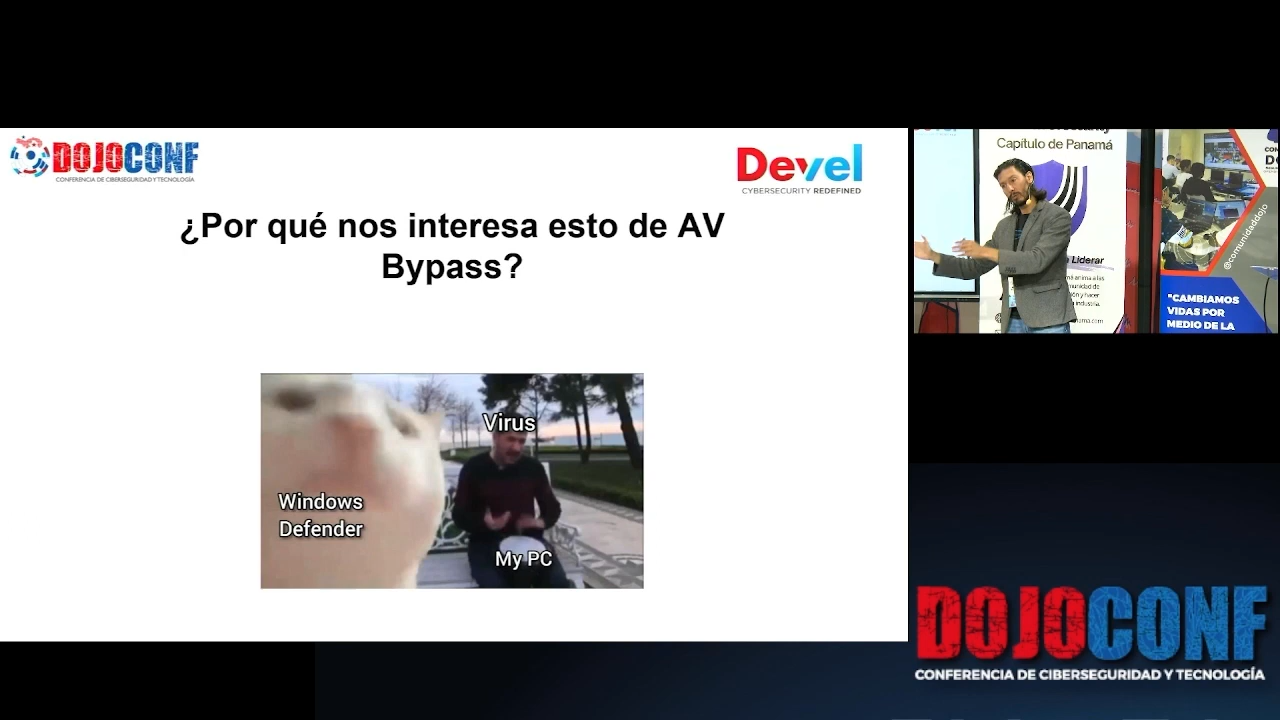 DOJOCONF
CONFERENCIA DE CIBERSEGURIDAD Y TECNOLOGÍA
Devel
CYBERSECURITY REDEFINED
¿Por qué nos interesa esto de AV
Bypass?
Virus
Windows
Defender
My PC
Capítulo de Panamá
Liderar
@comunidaddojo
"CAMBIAMOS
VIDAS POR
MEDIO DE LA
DOJOCONF
CONFERENCIA DE CIBERSEGURIDAD Y TECNOLOGÍA